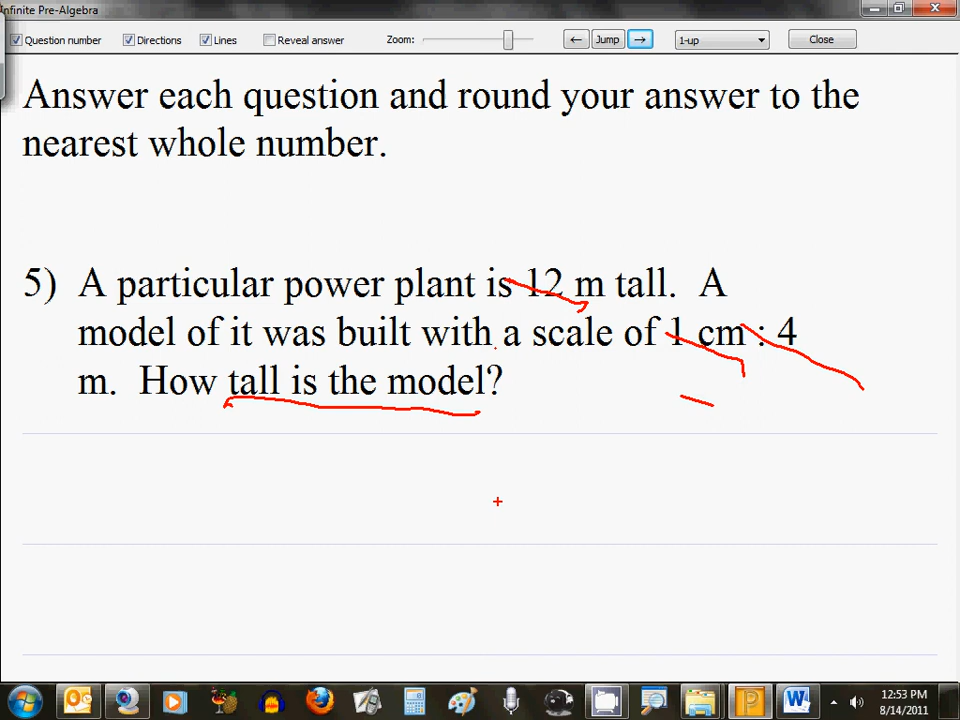 Infinite Pre-Algebra
Question number Directions Lines Reveal answer Zoom: Jump 1-up Close
Answer each question and round your answer to the
nearest whole number.
5) A particular power plant is 12 m tall. A
model of it was built with a scale of 1 cm : 4
m. How tall is the model?
12:53 PM
8/14/2011